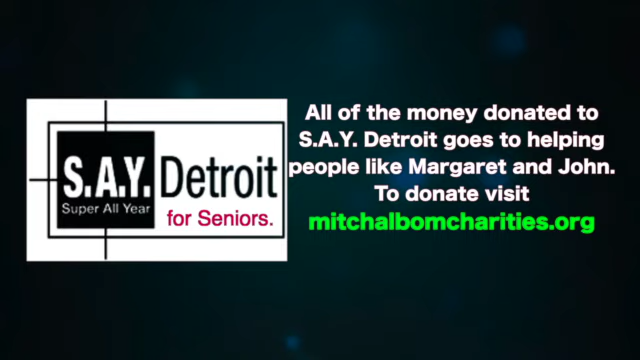 S.A.Y. Detroit
Super All Year
for Seniors.
All of the money donated to
S.A.Y. Detroit goes to helping
people like Margaret and John.
To donate visit
mitchalbomcharities.org